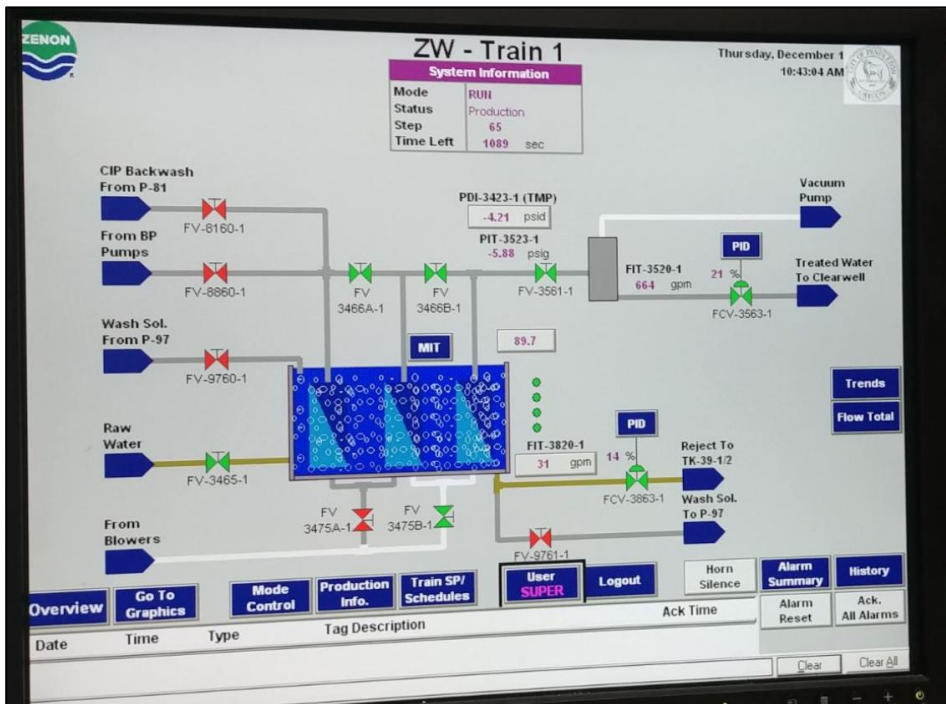 ZENON
ZW - Train 1
Thursday, December 1
10:43:04 AM
System Information
Mode RUN
Status Production
Step 65
Time Left 1089 sec
CIP Backwash
From P-81
FV-8160-1
From BP
Pumps
FV-8860-1
Wash Sol.
From P-97
FV-9760-1
Raw
Water
FV-3465-1
From
Blowers
PDI-3423-1 (TMP)
-4.21 psid
PIT-3523-1
-5.88 psig
FV
3466A-1
FV
3466B-1
FV-3561-1
Vacuum
Pump
PID
FIT-3520-1
664 gpm
21 %
FCV-3563-1
Treated Water
To Clearwell
MIT
89.7
Trends
Flow Total
FIT-3820-1
31 gpm
PID
14 %
FCV-3863-1
Reject To
TK-39-1/2
Wash Sol.
To P-97
FV-9761-1
FV
3475A-1
FV
3475B-1
Overview
Go To
Graphics
Mode
Control
Production
Info.
Train SP/
Schedules
User
SUPER
Logout
Horn
Silence
Alarm
Summary
History
Alarm
Reset
Ack.
All Alarms
Date Time Type Tag Description Ack Time
Clear
Clear All